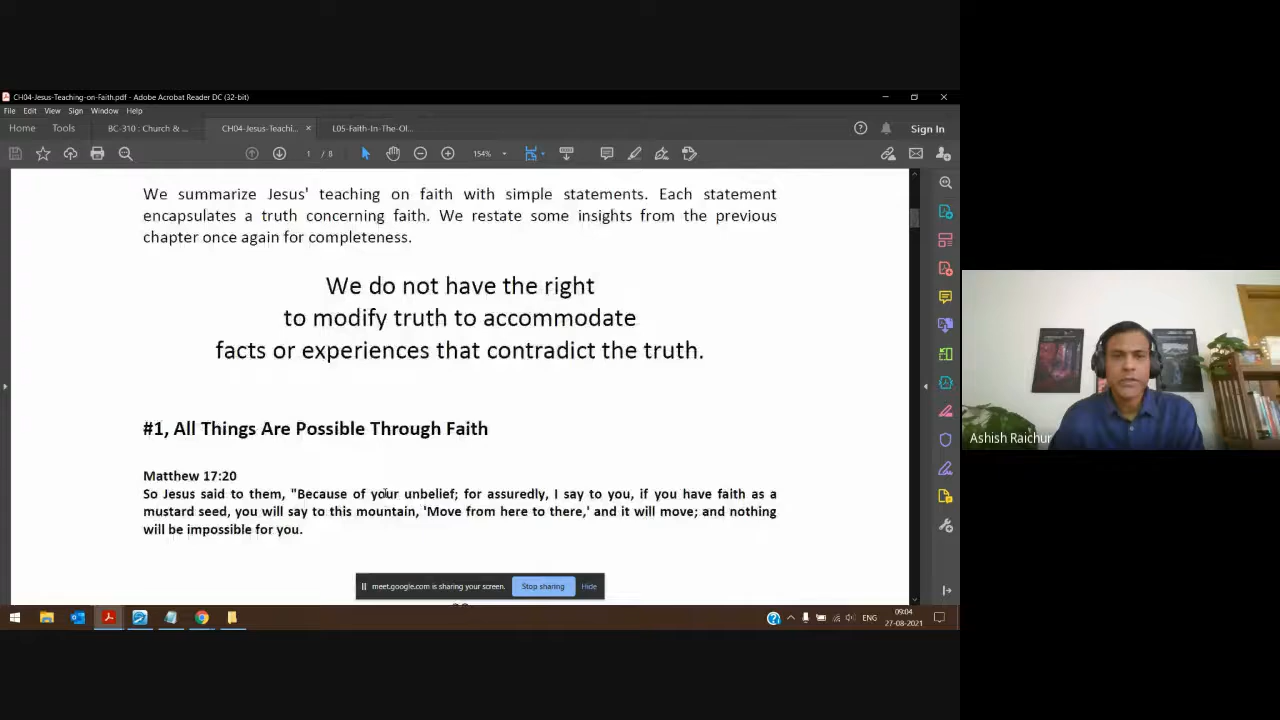 CH04-Jesus-Teaching-on-Faith.pdf - Adobe Acrobat Reader DC (32-bit)
File Edit View Sign Window Help
Home Tools BC-310 : Church & ... CH04-Jesus-Teachi... × L05-Faith-In-The-Ol... Sign In
1 / 8 154%
We summarize Jesus' teaching on faith with simple statements. Each statement
encapsulates a truth concerning faith. We restate some insights from the previous
chapter once again for completeness.
We do not have the right
to modify truth to accommodate
facts or experiences that contradict the truth.
#1, All Things Are Possible Through Faith
Matthew 17:20
So Jesus said to them, "Because of your unbelief; for assuredly, I say to you, if you have faith as a
mustard seed, you will say to this mountain, 'Move from here to there,' and it will move; and nothing
will be impossible for you.
meet.google.com is sharing your screen. Stop sharing Hide
Ashish Raichur
ENG 09:04
27-08-2021